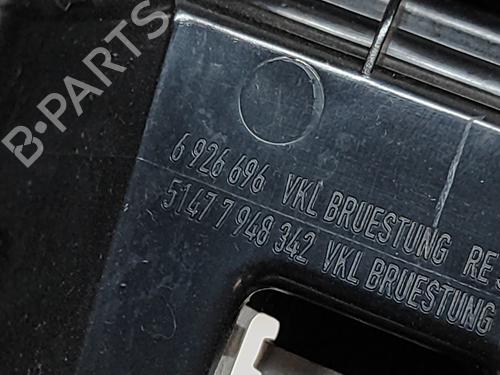 B-PARTS
6 926 696 VKL BRUESTUNG RE
5147 7 948 342 VKL BRUESTUNG